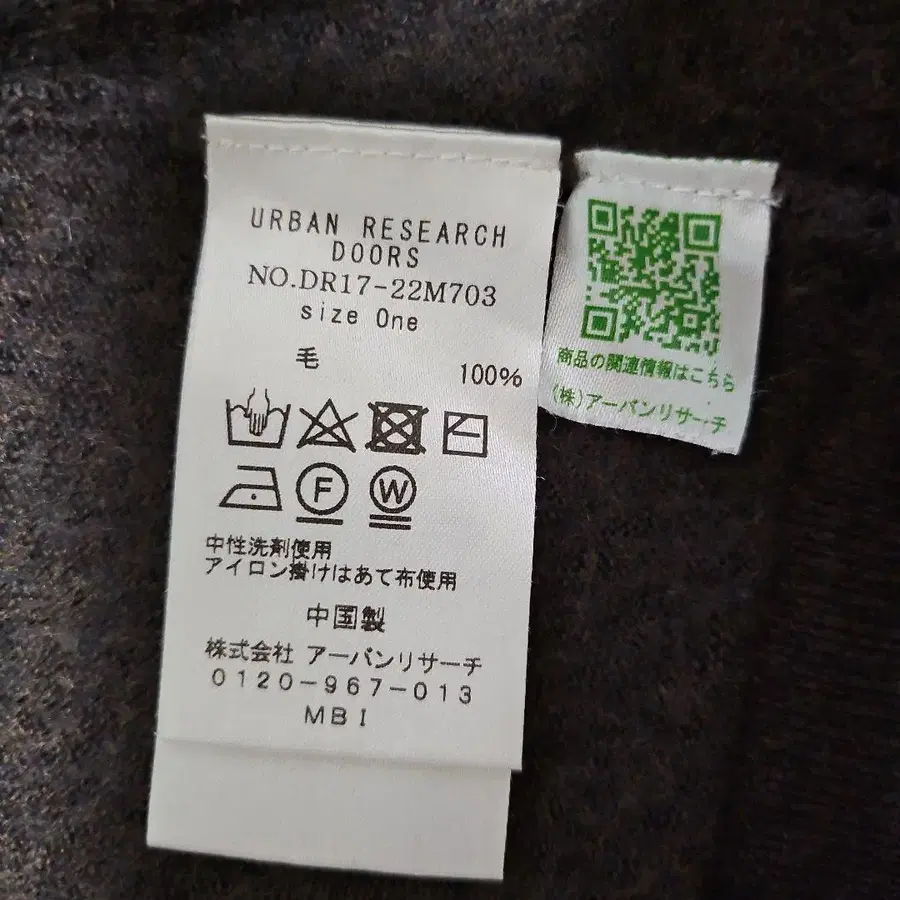 URBAN RESEARCH
DOORS
NO.DR17-22M703
size One
毛 100%
F W
中性洗剤使用
アイロン掛けはあて布使用
中国製
株式会社 アーバンリサーチ
0120-967-013
MBI
商品の関連情報はこちら
(株)アーバンリサーチ